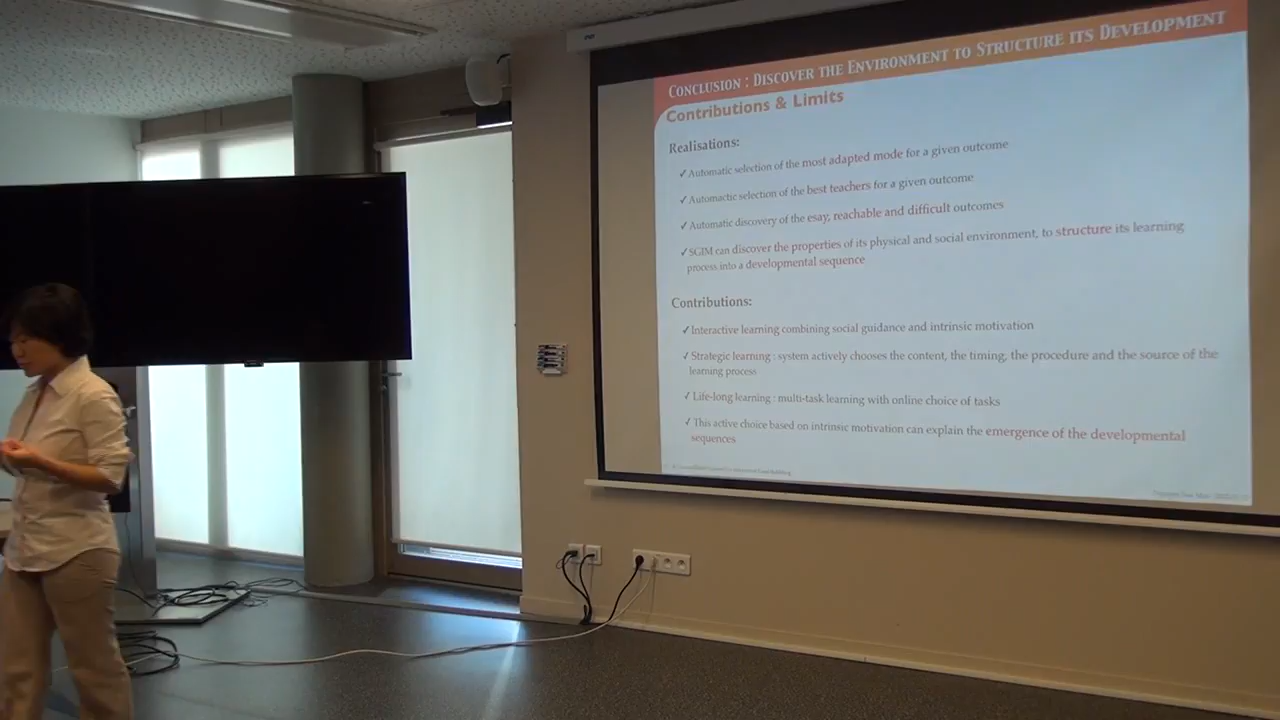 CONCLUSION : DISCOVER THE ENVIRONMENT TO STRUCTURE ITS DEVELOPMENT
Contributions & Limits
Realisations:
✓ Automatic selection of the most adapted mode for a given outcome
✓ Automactic selection of the best teachers for a given outcome
✓ Automatic discovery of the esay, reachable and difficult outcomes
✓ SGIM can discover the properties of its physical and social environment, to structure its learning
process into a developmental sequence
Contributions:
✓ Interactive learning combining social guidance and intrinsic motivation
✓ Strategic learning : system actively chooses the content, the timing, the procedure and the source of the
learning process
✓ Life-long learning : multi-task learning with online choice of tasks
✓ This active choice based on intrinsic motivation can explain the emergence of the developmental
sequences